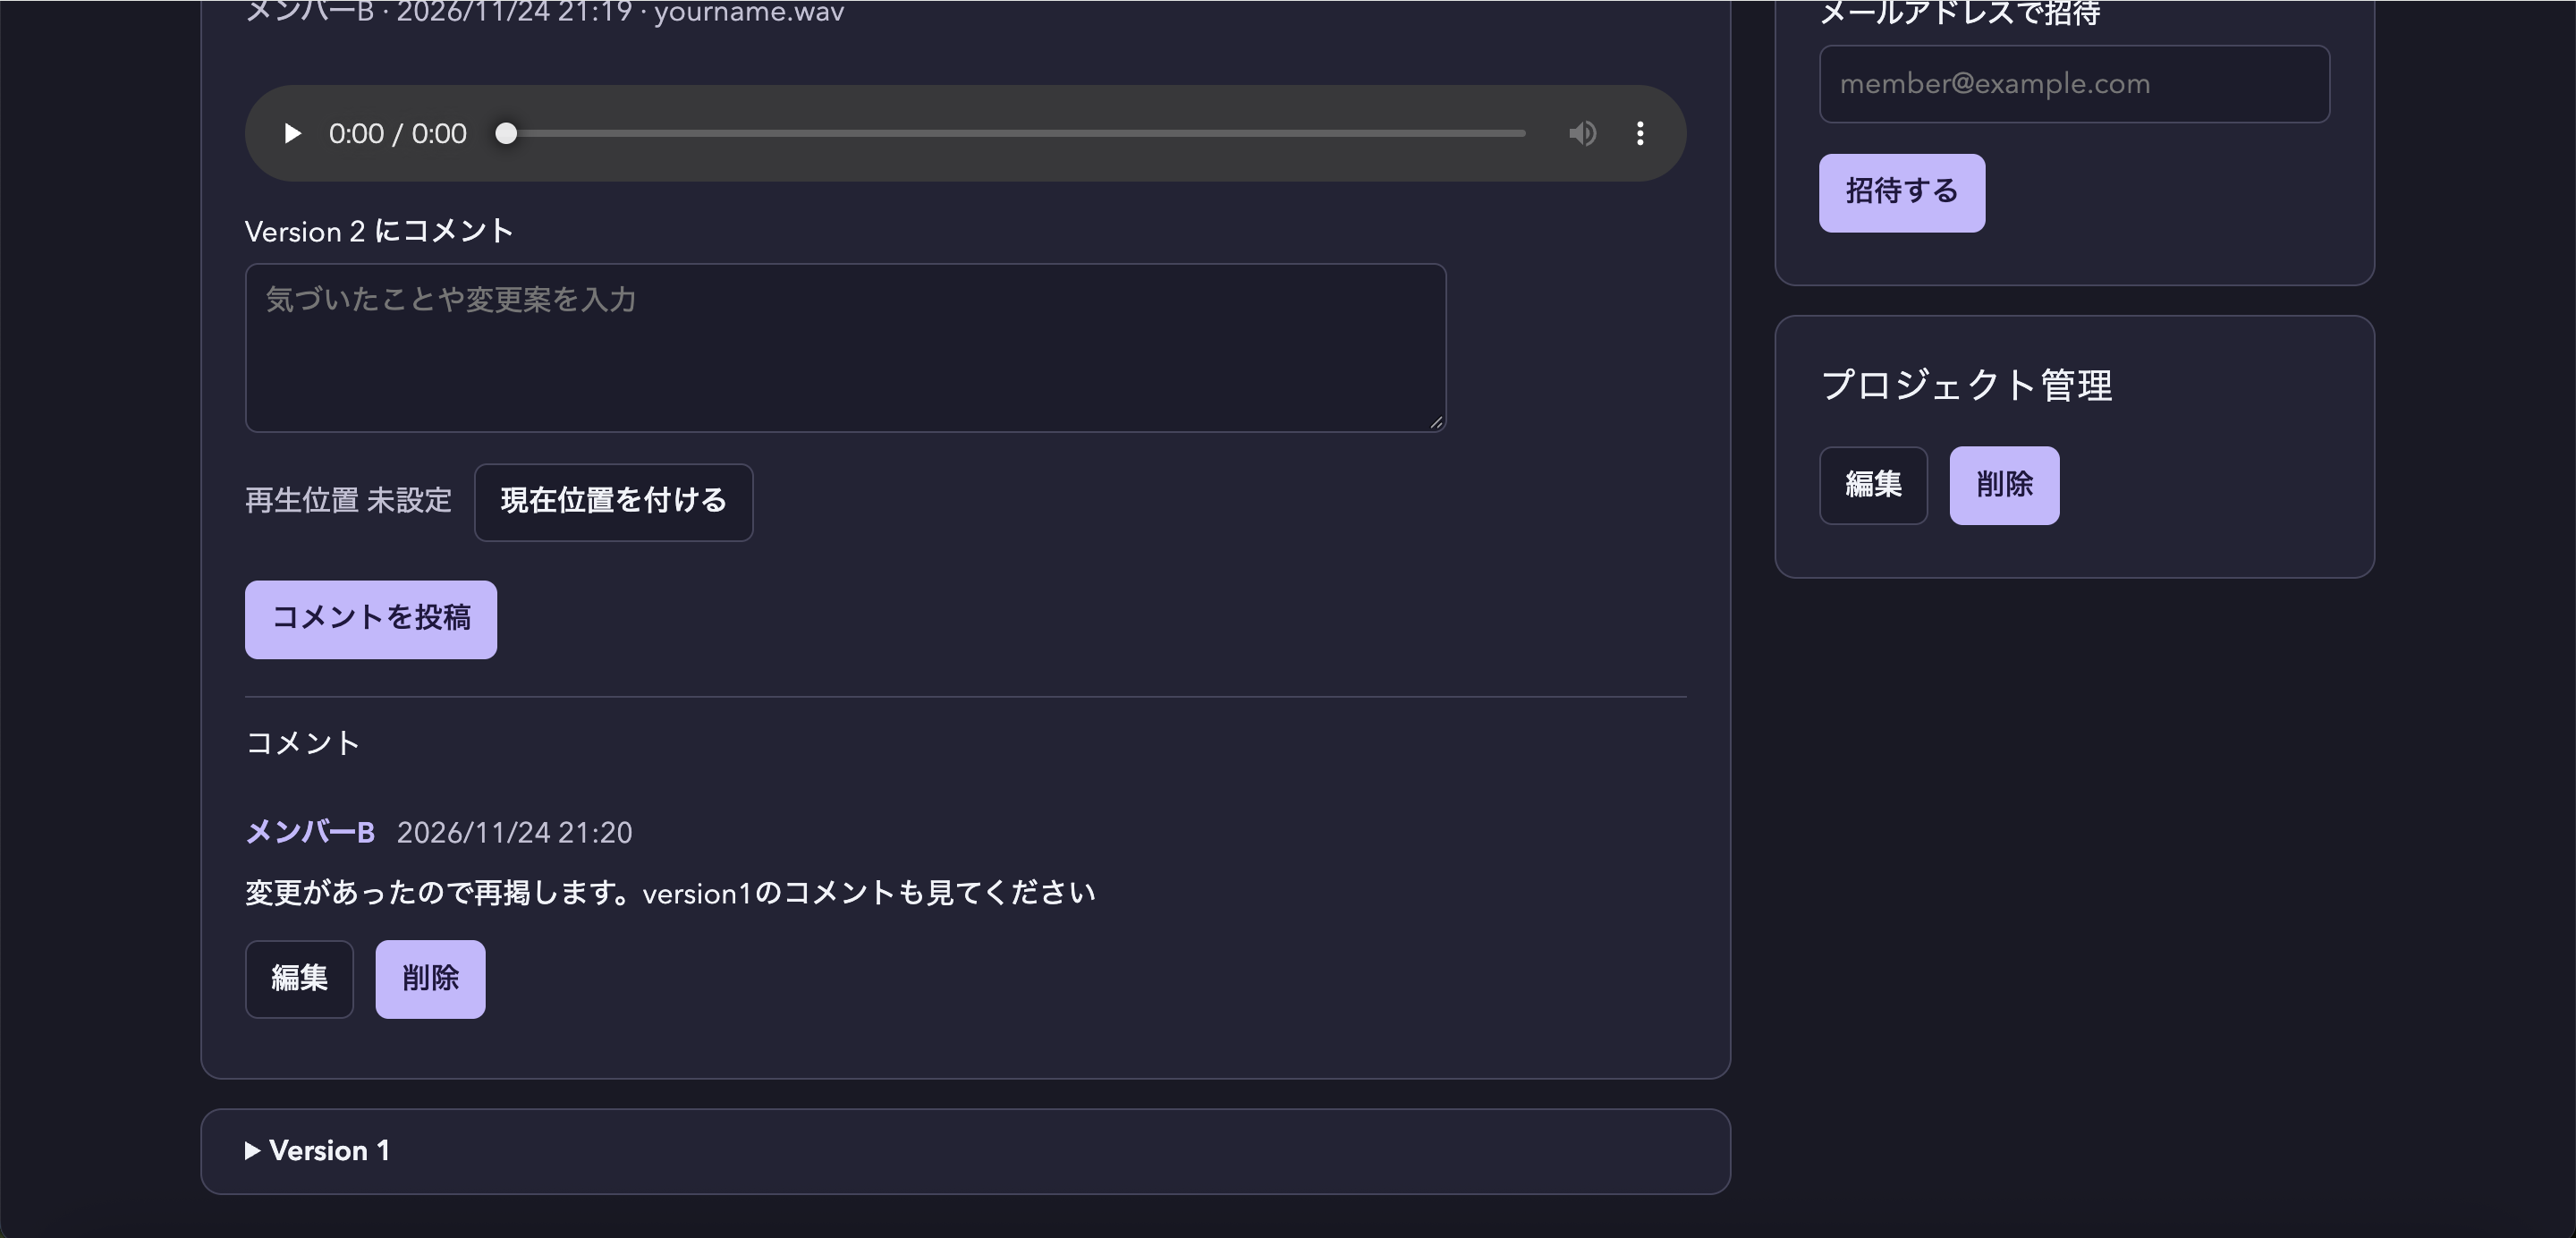 メンバーB · 2026/11/24 21:19 · yourname.wav
0:00 / 0:00
Version 2 にコメント
気づいたことや変更案を入力
再生位置 未設定 現在位置を付ける
コメントを投稿
コメント
メンバーB 2026/11/24 21:20
変更があったので再掲します。version1のコメントも見てください
編集 削除
Version 1
メールアドレスで招待
member@example.com
招待する
プロジェクト管理
編集 削除